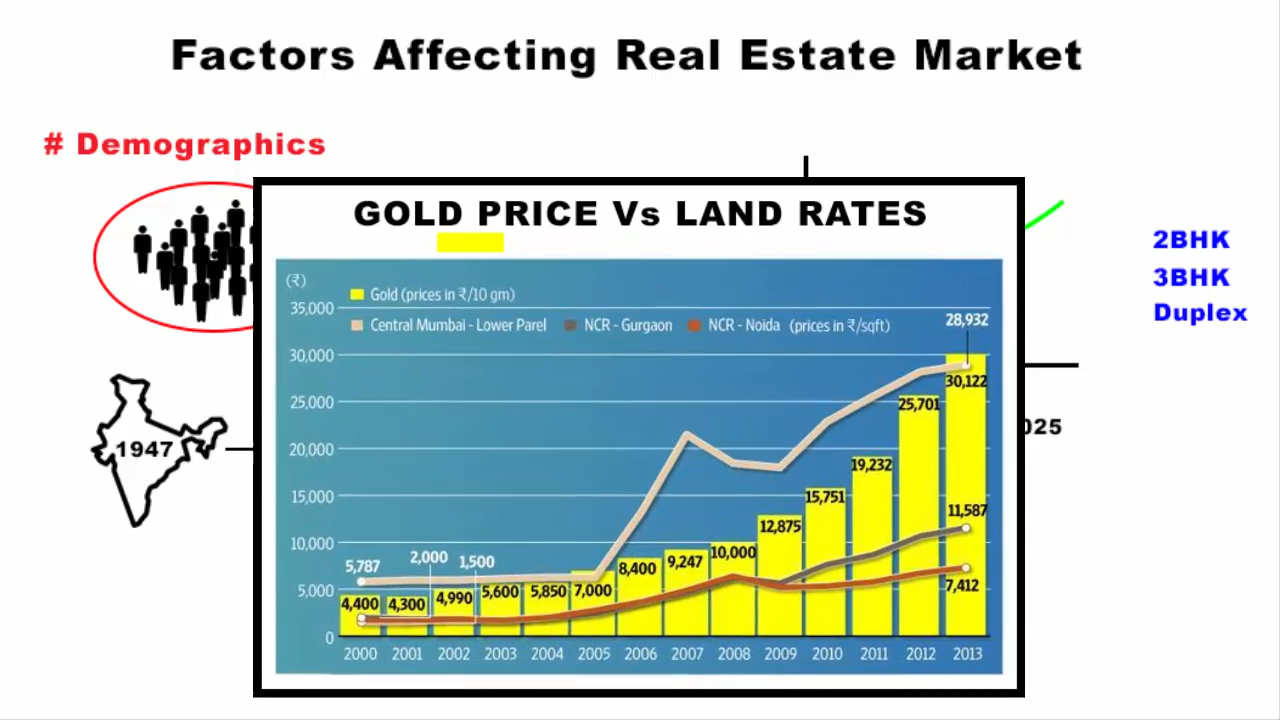 Factors Affecting Real Estate Market
# Demographics
GOLD PRICE Vs LAND RATES
2BHK
3BHK
Duplex
1947
025
(₹)
Gold (prices in ₹/10 gm)
Central Mumbai - Lower Parel
NCR - Gurgaon
NCR - Noida (prices in ₹/sqft)
35,000
30,000
25,000
20,000
15,000
10,000
5,000
0
28,932
30,122
25,701
19,232
15,751
12,875
11,587
10,000
9,247
8,400
7,000
5,850
5,600
4,990
4,300
4,400
5,787
2,000
1,500
7,412
2000 2001 2002 2003 2004 2005 2006 2007 2008 2009 2010 2011 2012 2013